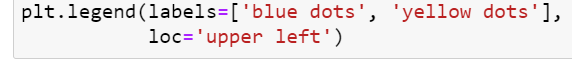 plt.legend(labels=['blue dots', 'yellow dots'],
           loc='upper left')